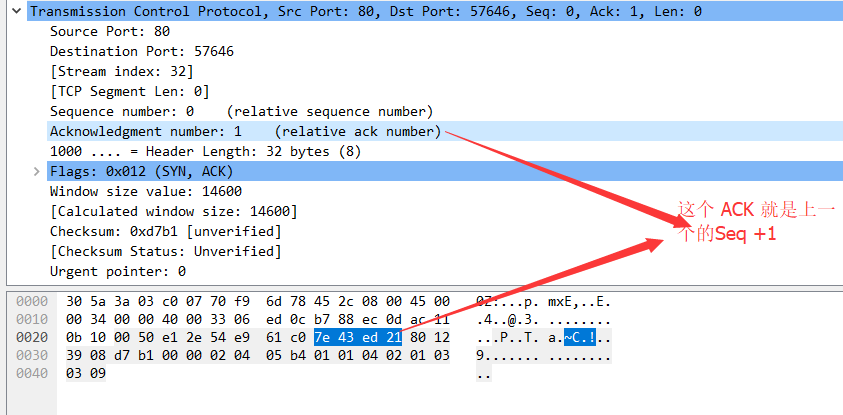 Transmission Control Protocol, Src Port: 80, Dst Port: 57646, Seq: 0, Ack: 1, Len: 0
Source Port: 80
Destination Port: 57646
[Stream index: 32]
[TCP Segment Len: 0]
Sequence number: 0    (relative sequence number)
Acknowledgment number: 1    (relative ack number)
1000 .... = Header Length: 32 bytes (8)
Flags: 0x012 (SYN, ACK)
Window size value: 14600
[Calculated window size: 14600]
Checksum: 0xd7b1 [unverified]
[Checksum Status: Unverified]
Urgent pointer: 0
这个 ACK 就是上一
个的Seq +1
0000  30 5a 3a 03 c0 07 70 f9  6d 78 45 2c 08 00 45 00  0Z:...p. mxE,..E.
0010  00 34 00 00 40 00 33 06  ed 0c b7 88 ec 0d ac 11  .4..@.3. ........
0020  0b 10 00 50 e1 2e 54 e9  61 c0 7e 43 ed 21 80 12  ...P..T. a.~C.!..
0030  39 08 d7 b1 00 00 02 04  05 b4 01 01 04 02 01 03  9....... ........
0040  03 09  ..